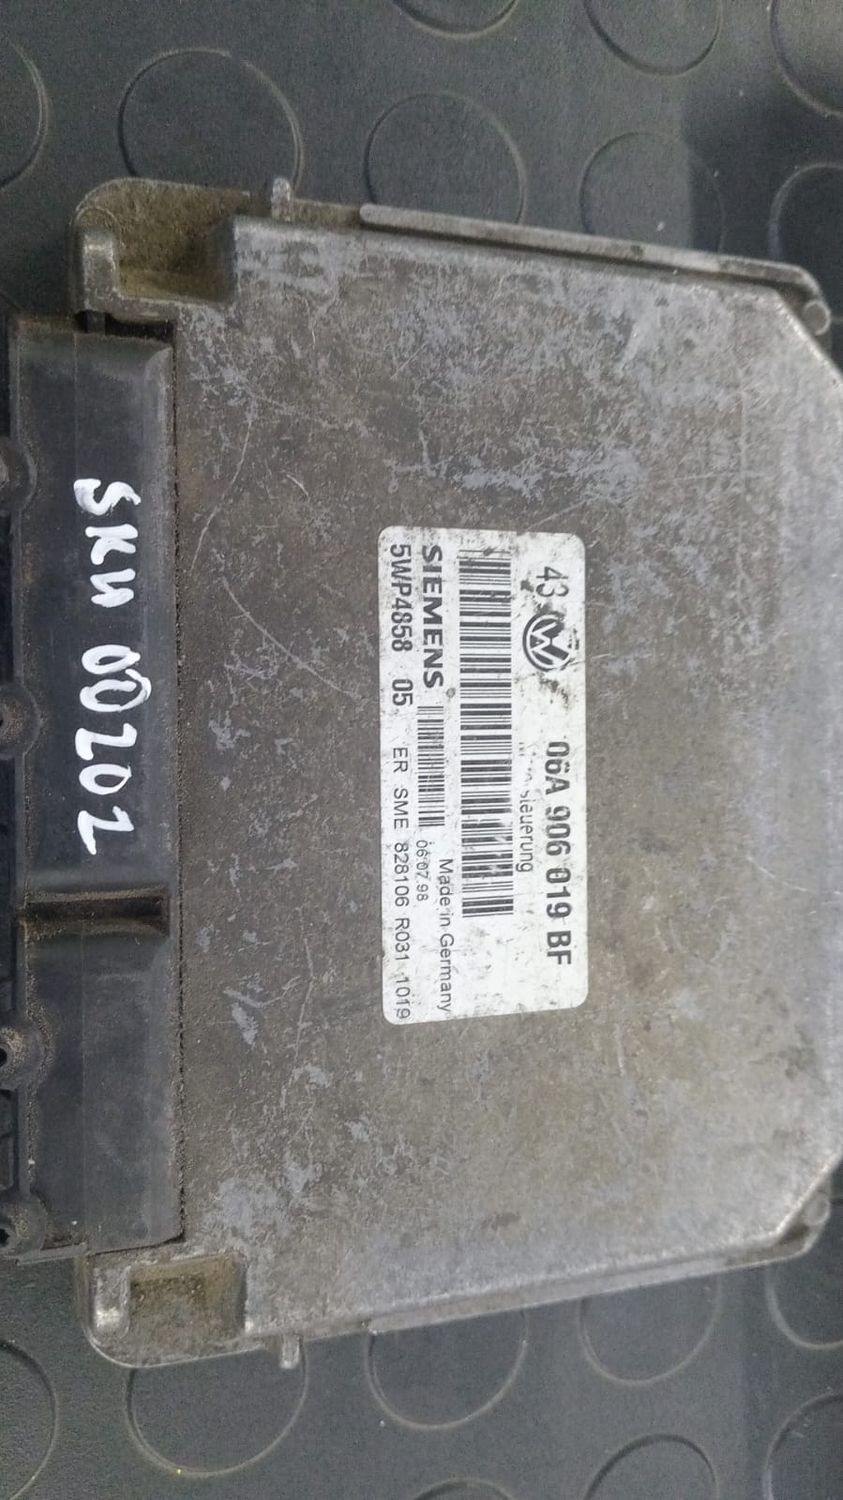 43 06A 906 019 BF
steuerung
Made in Germany
SIEMENS 06.07.98
5WP4858 05 ER SME 828106 R031 1019
SKU 00202